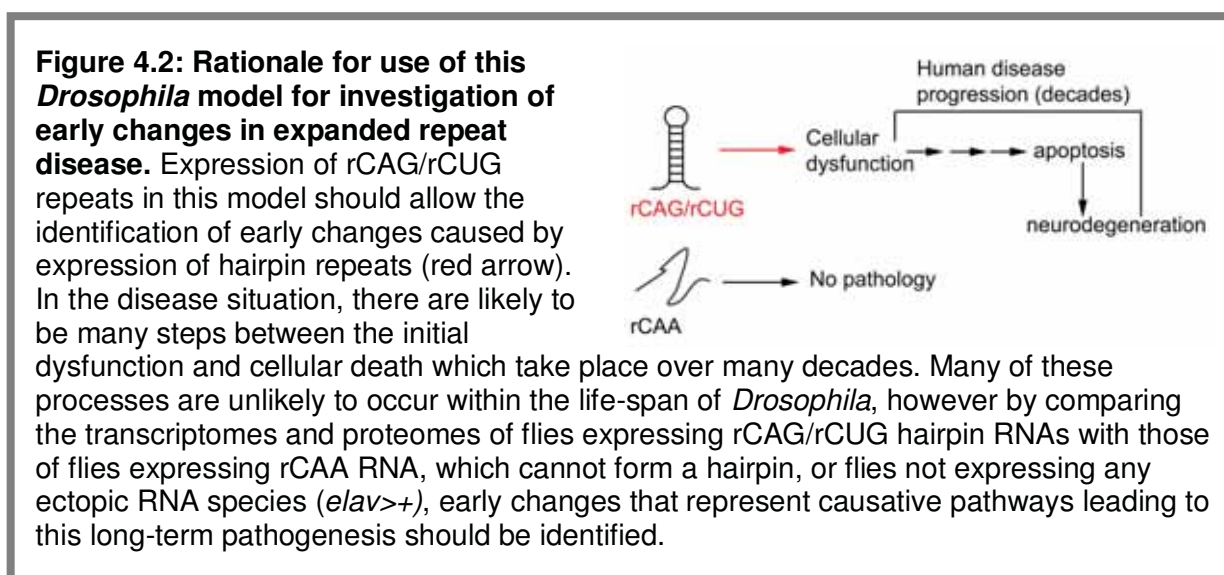 Figure 4.2: Rationale for use of this
Drosophila model for investigation of
early changes in expanded repeat
disease. Expression of rCAG/rCUG
repeats in this model should allow the
identification of early changes caused by
expression of hairpin repeats (red arrow).
In the disease situation, there are likely to
be many steps between the initial
dysfunction and cellular death which take place over many decades. Many of these
processes are unlikely to occur within the life-span of Drosophila, however by comparing
the transcriptomes and proteomes of flies expressing rCAG/rCUG hairpin RNAs with those
of flies expressing rCAA RNA, which cannot form a hairpin, or flies not expressing any
ectopic RNA species (elav>+), early changes that represent causative pathways leading to
this long-term pathogenesis should be identified.
Human disease
progression (decades)
Cellular
dysfunction
apoptosis
neurodegeneration
rCAG/rCUG
No pathology
rCAA